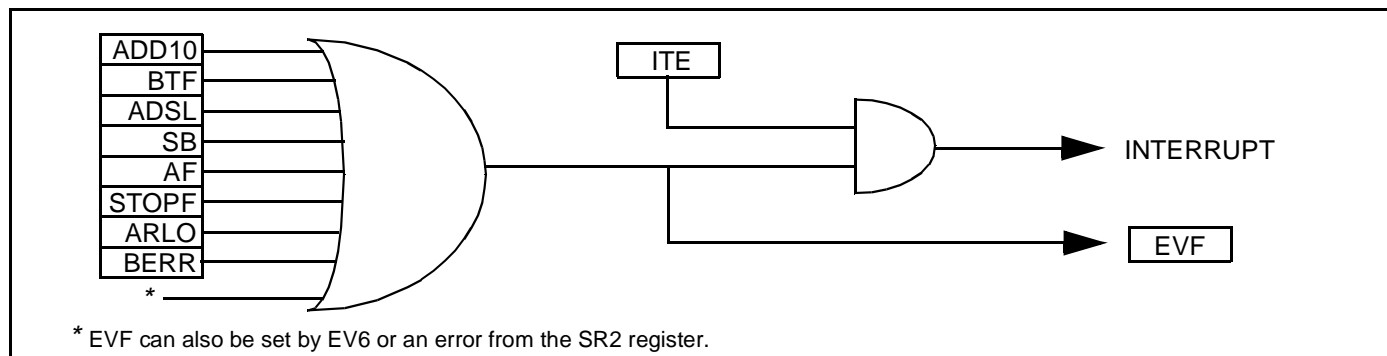 ADD10
BTF
ADSL
SB
AF
STOPF
ARLO
BERR
*
ITE
INTERRUPT
EVF
* EVF can also be set by EV6 or an error from the SR2 register.